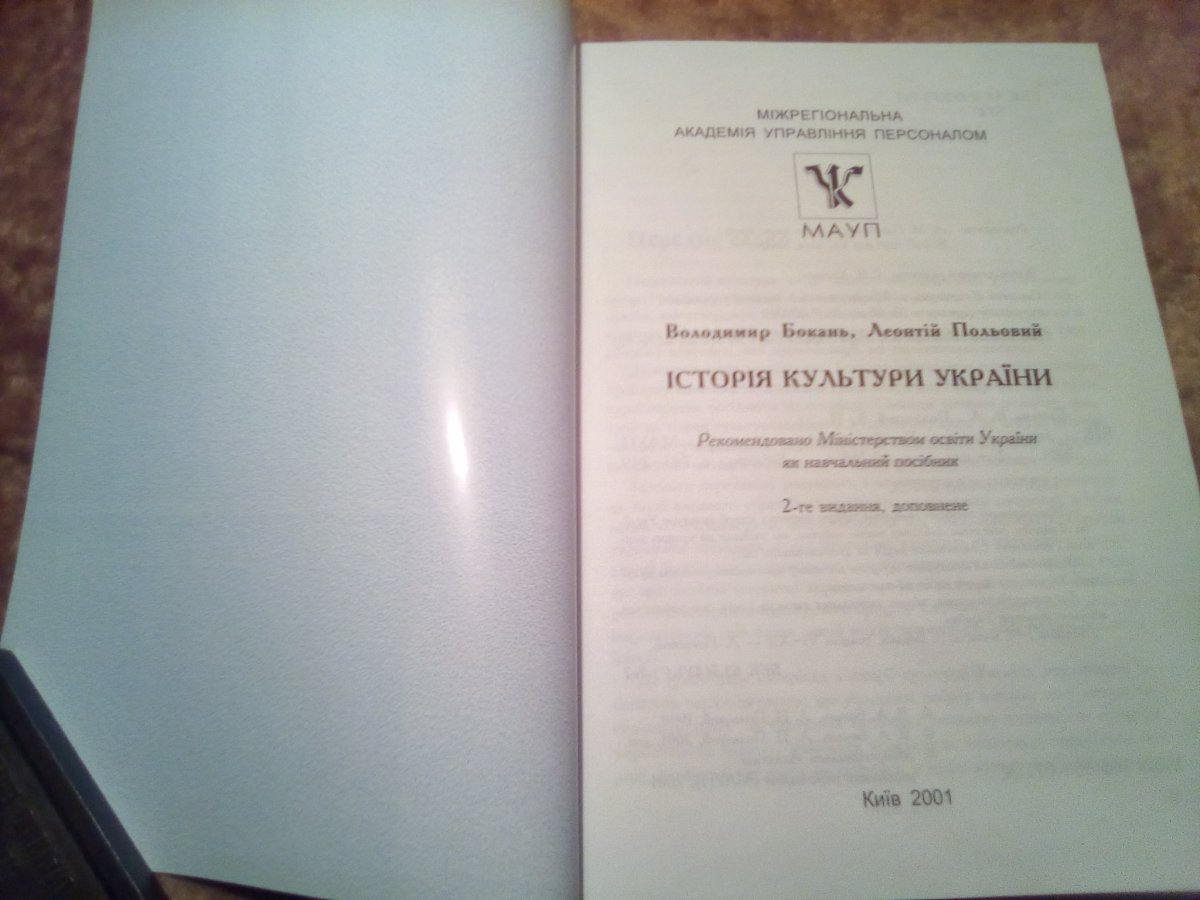 МІЖРЕГІОНАЛЬНА
АКАДЕМІЯ УПРАВЛІННЯ ПЕРСОНАЛОМ
МАУП
Володимир Бокань, Леонтій Польовий
ІСТОРІЯ КУЛЬТУРИ УКРАЇНИ
Рекомендовано Міністерством освіти України
як навчальний посібник
2-ге видання, доповнене
Київ 2001